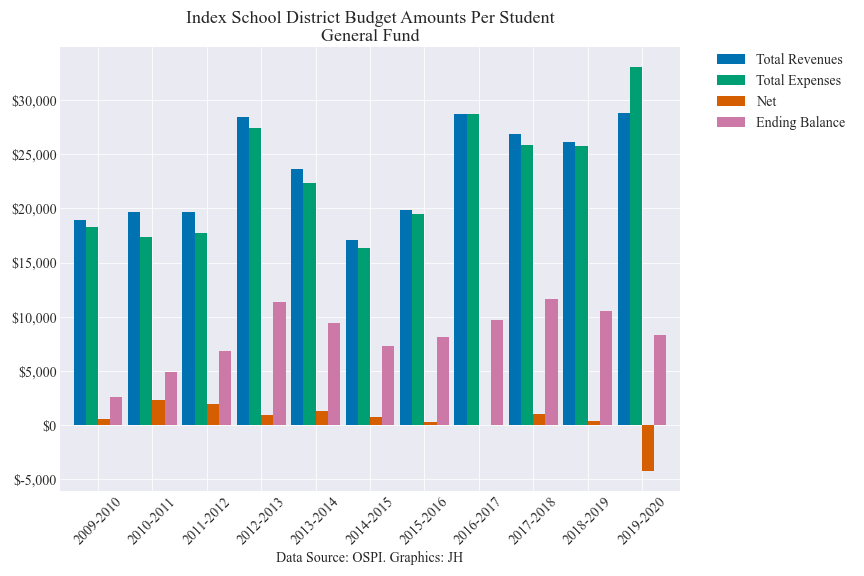 Index School District Budget Amounts Per Student
General Fund
Total Revenues
Total Expenses
Net
Ending Balance
$30,000
$25,000
$20,000
$15,000
$10,000
$5,000
$0
$-5,000
2009-2010
2010-2011
2011-2012
2012-2013
2013-2014
2014-2015
2015-2016
2016-2017
2017-2018
2018-2019
2019-2020
Data Source: OSPI. Graphics: JH